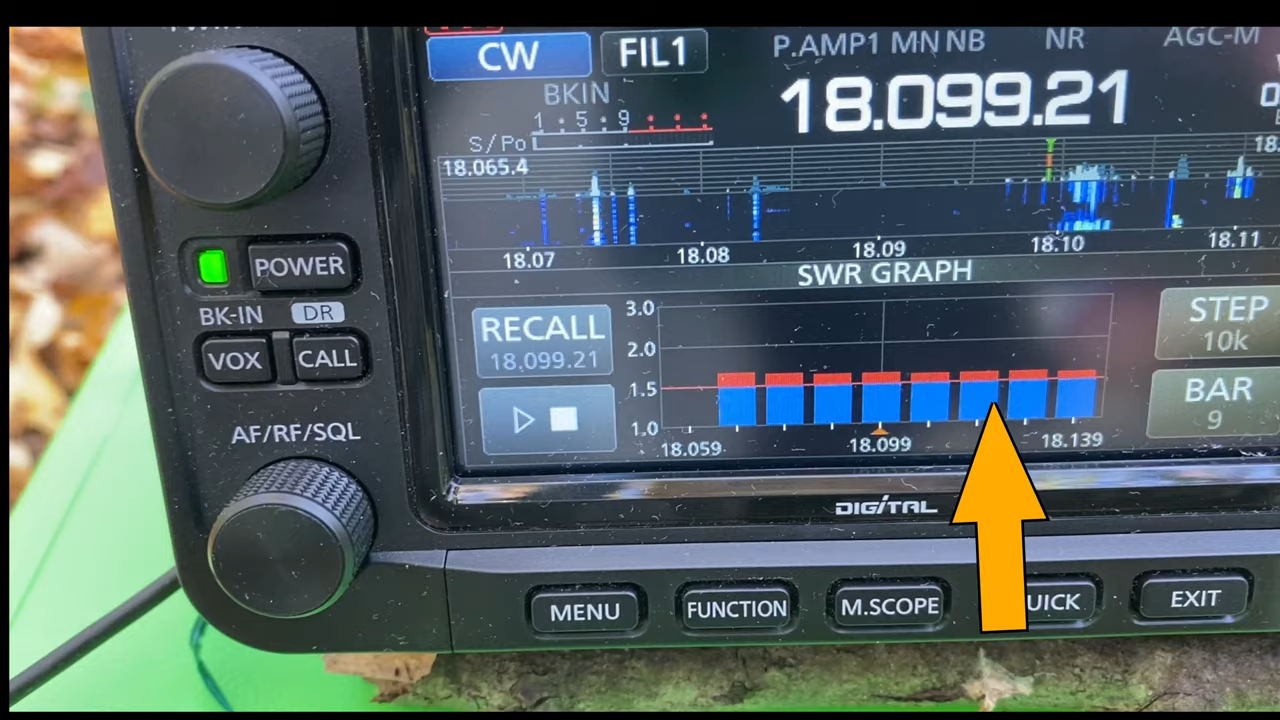 CW FIL1 P.AMP1 MN NB NR AGC-M
BKIN 18.099.21
1 5 9
S/Po
18.065.4 18.
18.07 18.08 18.09 18.10 18.11
SWR GRAPH
RECALL
18.099.21
3.0
2.0
1.5
1.0
18.059 18.099 18.139
STEP
10k
BAR
9
POWER
BK-IN DR
VOX CALL
AF/RF/SQL
DIGITAL
MENU FUNCTION M.SCOPE UICK EXIT